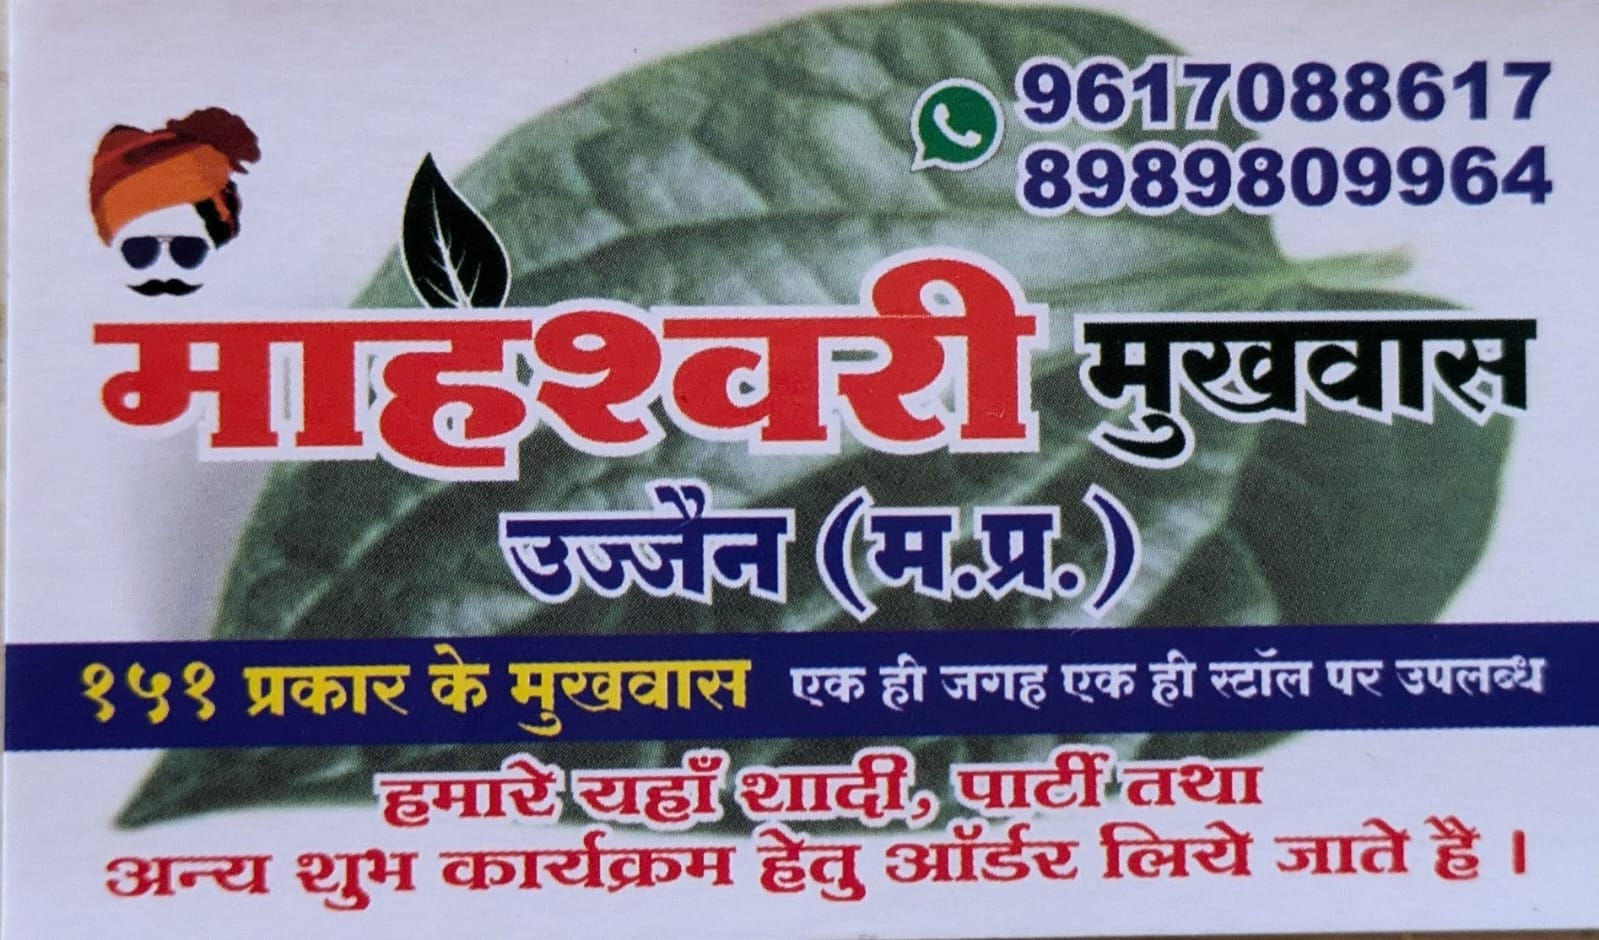 9617088617
8989809964
माहेश्वरी मुखवास
उज्जैन (म.प्र.)
१५१ प्रकार के मुखवास एक ही जगह एक ही स्टॉल पर उपलब्ध
हमारे यहाँ शादी, पार्टी तथा
अन्य शुभ कार्यक्रम हेतु ऑर्डर लिये जाते है ।